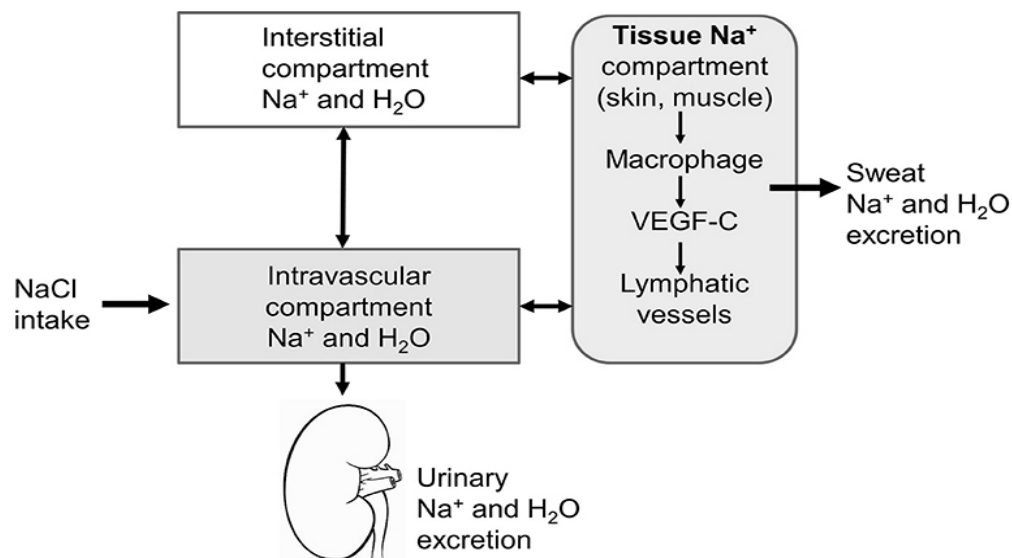 Interstitial
compartment
Na⁺ and H₂O
Tissue Na⁺
compartment
(skin, muscle)
Macrophage
VEGF-C
Lymphatic
vessels
Sweat
Na⁺ and H₂O
excretion
NaCl
intake
Intravascular
compartment
Na⁺ and H₂O
Urinary
Na⁺ and H₂O
excretion